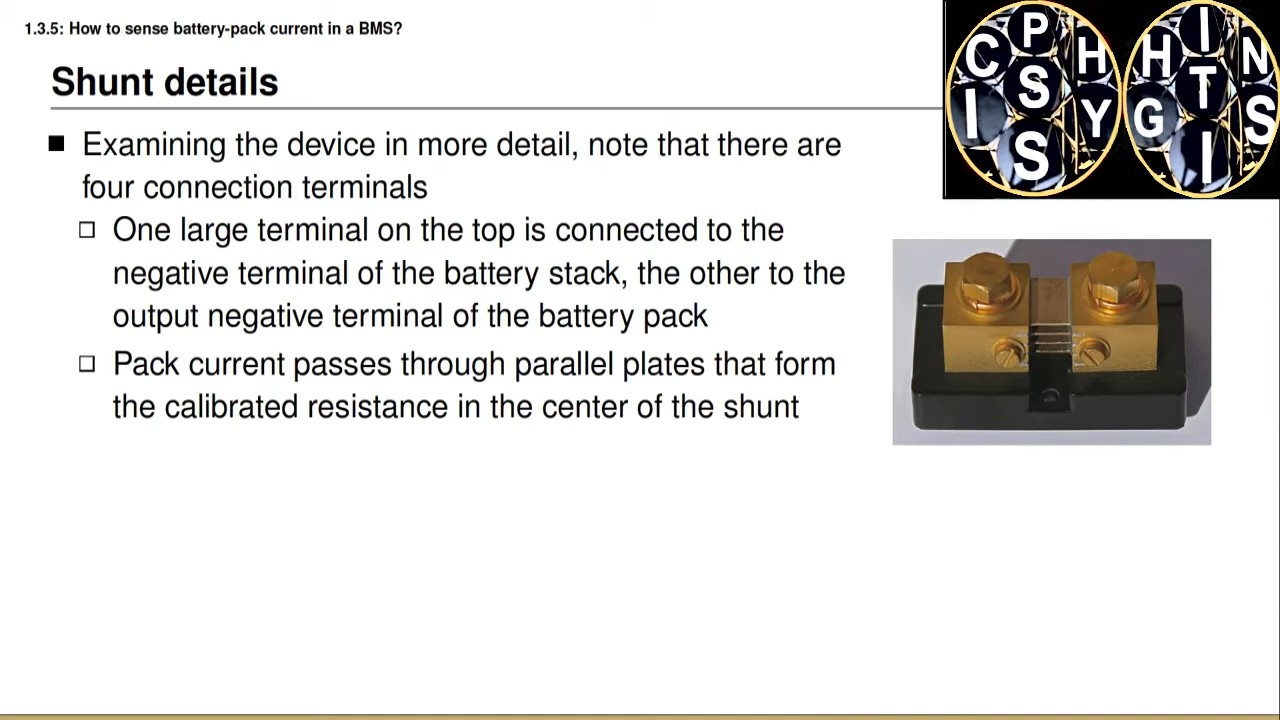 1.3.5: How to sense battery-pack current in a BMS?
Shunt details
Examining the device in more detail, note that there are
four connection terminals
One large terminal on the top is connected to the
negative terminal of the battery stack, the other to the
output negative terminal of the battery pack
Pack current passes through parallel plates that form
the calibrated resistance in the center of the shunt
C P H H I N
I S Y G T S
S I